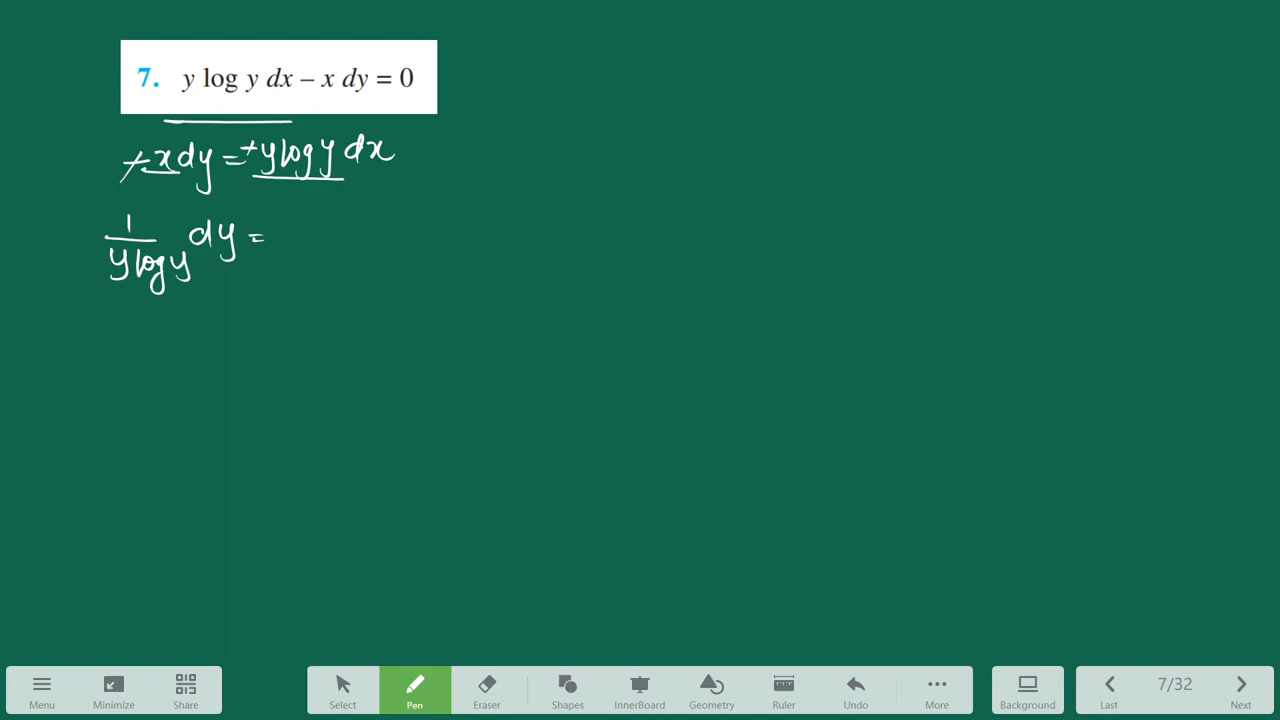 7. y log y dx – x dy = 0
-x dy = + y log y dx
1/(y log y) dy =
Menu Minimize Share Select Pen Eraser Shapes InnerBoard Geometry Ruler Undo More Background Last 7/32 Next